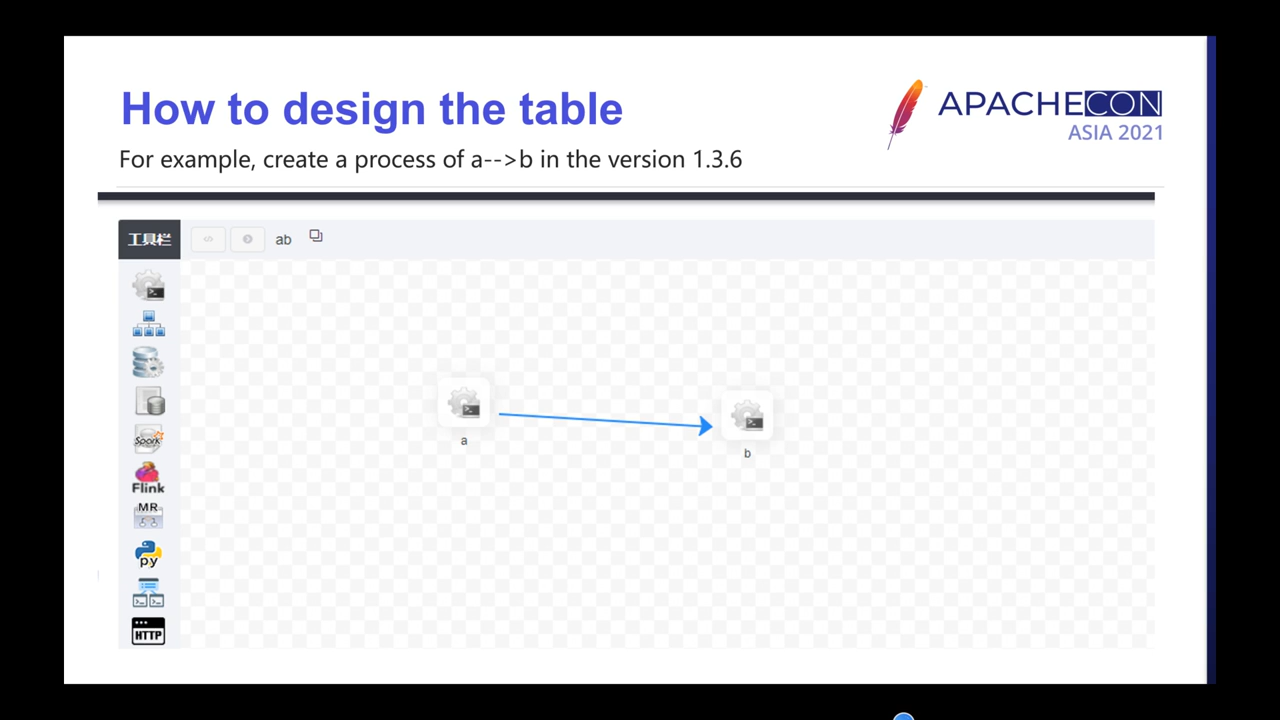 How to design the table
APACHECON
ASIA 2021
For example, create a process of a-->b in the version 1.3.6
工具栏
ab
Spark
Flink
MR
py
HTTP
a
b